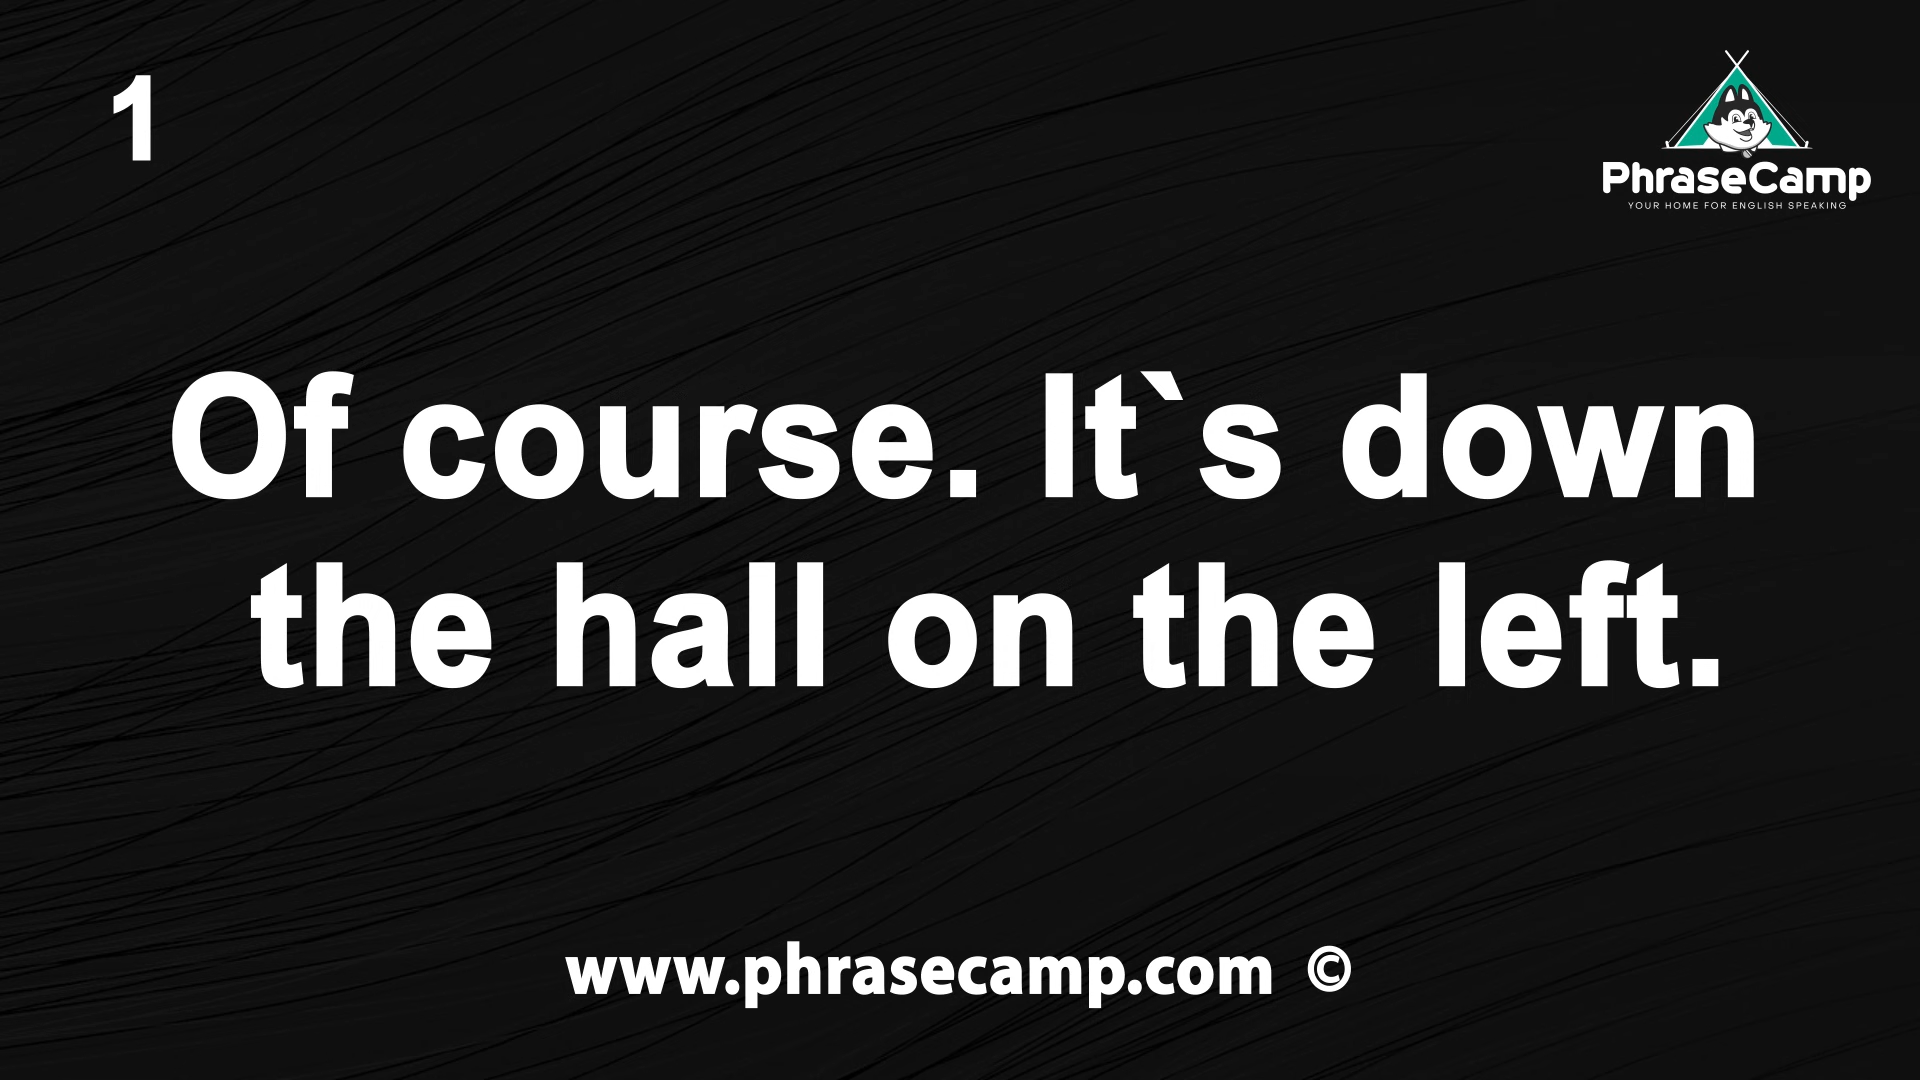 1
PhraseCamp
YOUR HOME FOR ENGLISH SPEAKING
Of course. It`s down
the hall on the left.
www.phrasecamp.com ©